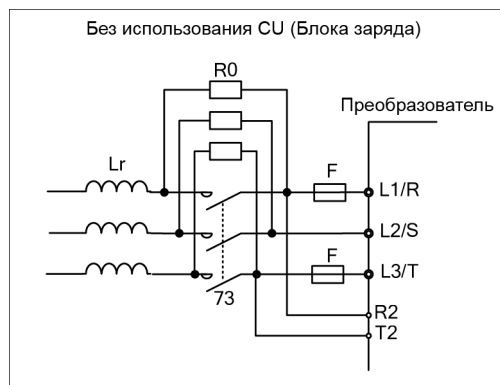 Без использования CU (Блока заряда)
R0
Преобразователь
Lr
F
L1/R
L2/S
F
L3/T
73
R2
T2